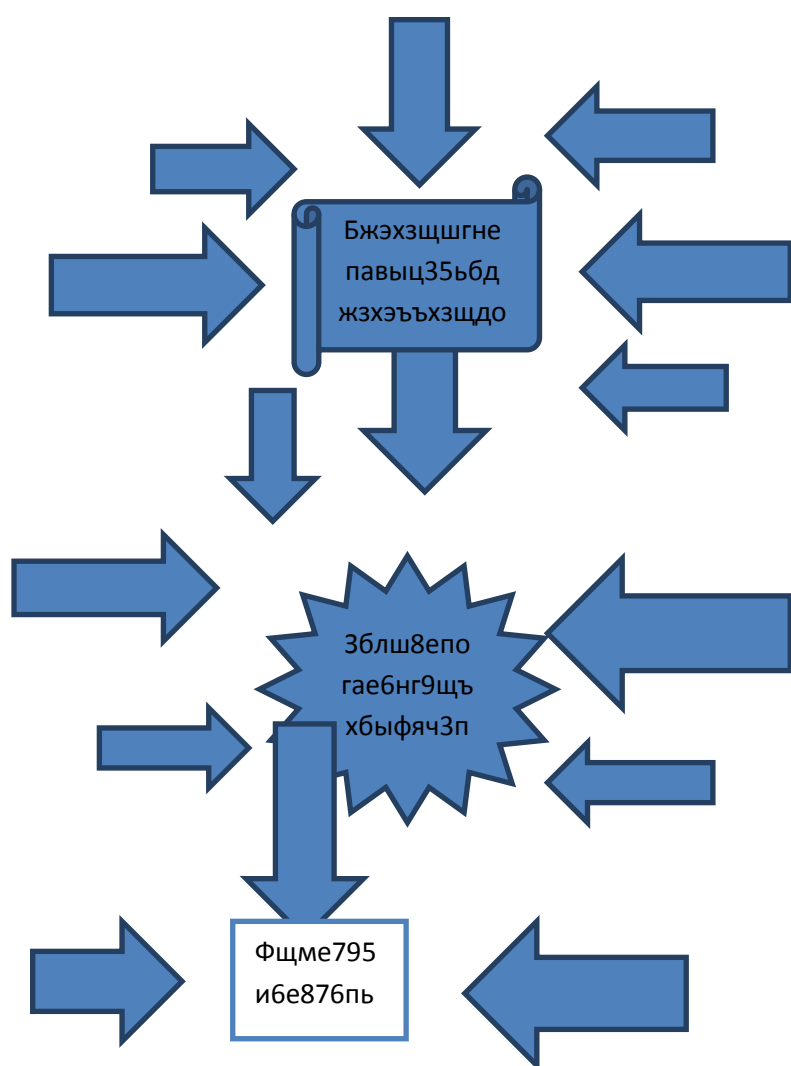 Бжэхзщшгне
павыц35ьбд
жзхэъъхзщдо
3блш8епо
гае6нг9щъ
хбыфяч3п
Фщме795
и6е876пь